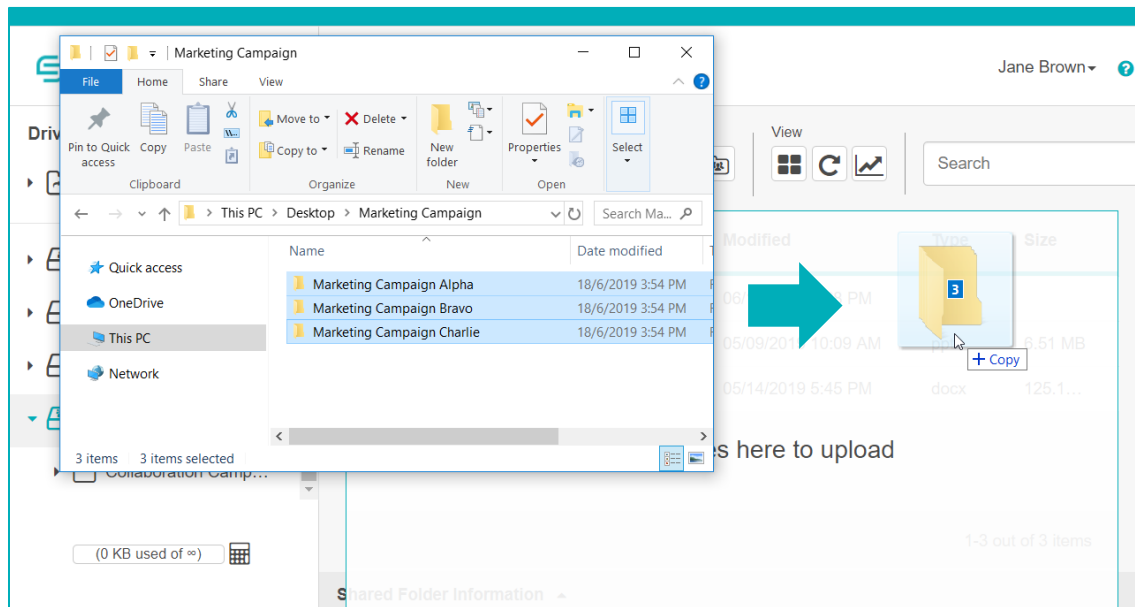 Marketing Campaign
Jane Brown
File Home Share View
Pin to Quick access
Copy
Paste
Move to
Copy to
Delete
Rename
New folder
Properties
Select
Clipboard Organize New Open
View
Search
This PC > Desktop > Marketing Campaign
Search Ma...
Quick access
OneDrive
This PC
Network
Name Date modified
Marketing Campaign Alpha 18/6/2019 3:54 PM
Marketing Campaign Bravo 18/6/2019 3:54 PM
Marketing Campaign Charlie 18/6/2019 3:54 PM
3 items 3 items selected
Modified Type Size
PM
05/09/2019 10:09 AM 6.51 MB
05/14/2019 5:45 PM docx 125.1...
3
+ Copy
here to upload
Collaboration Camp...
(0 KB used of ∞)
1-3 out of 3 items
Shared Folder Information